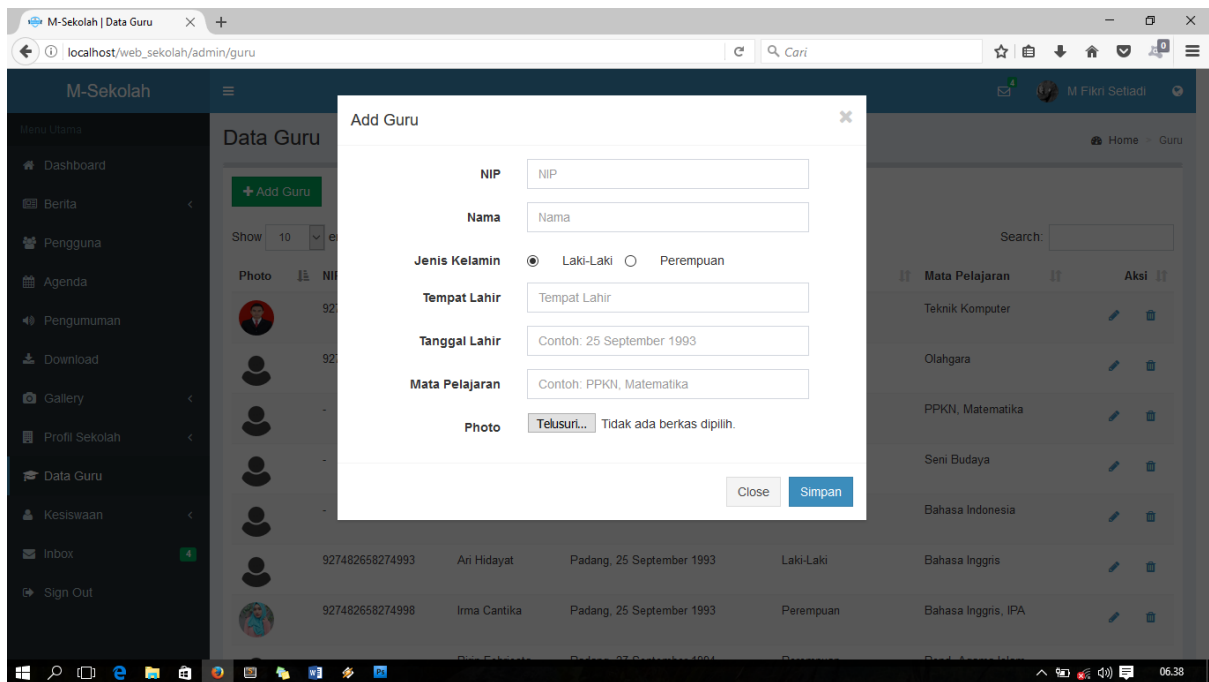 M-Sekolah | Data Guru
localhost/web_sekolah/admin/guru
Cari
0
M-Sekolah
4
M Fikri Setiadi
Menu Utama
Data Guru
Home
Guru
Dashboard
Berita
Pengguna
Agenda
Pengumuman
Download
Gallery
Profil Sekolah
Data Guru
Kesiswaan
Inbox 4
Sign Out
Add Guru
Show 10
Search:
Photo
Mata Pelajaran
Aksi
Teknik Komputer
Olahgara
-
PPKN, Matematika
-
Seni Budaya
-
Bahasa Indonesia
927482658274993 Ari Hidayat Padang, 25 September 1993 Laki-Laki Bahasa Inggris
927482658274998 Irma Cantika Padang, 25 September 1993 Perempuan Bahasa Inggris, IPA
Add Guru
NIP NIP
Nama Nama
Jenis Kelamin Laki-Laki Perempuan
Tempat Lahir Tempat Lahir
Tanggal Lahir Contoh: 25 September 1993
Mata Pelajaran Contoh: PPKN, Matematika
Photo Telusuri... Tidak ada berkas dipilih.
Close Simpan
06.38